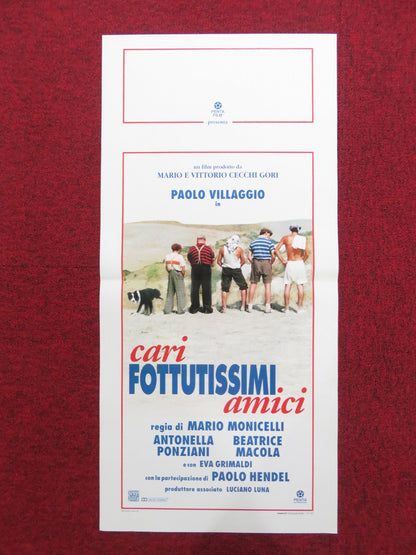 PENTA
FILM
presenta
un film prodotto da
MARIO E VITTORIO CECCHI GORI
PAOLO VILLAGGIO
in
cari
FOTTUTISSIMI
amici
regia di MARIO MONICELLI
ANTONELLA BEATRICE
PONZIANI MACOLA
e con EVA GRIMALDI
con la partecipazione di PAOLO HENDEL
produttore associato LUCIANO LUNA
PENTA